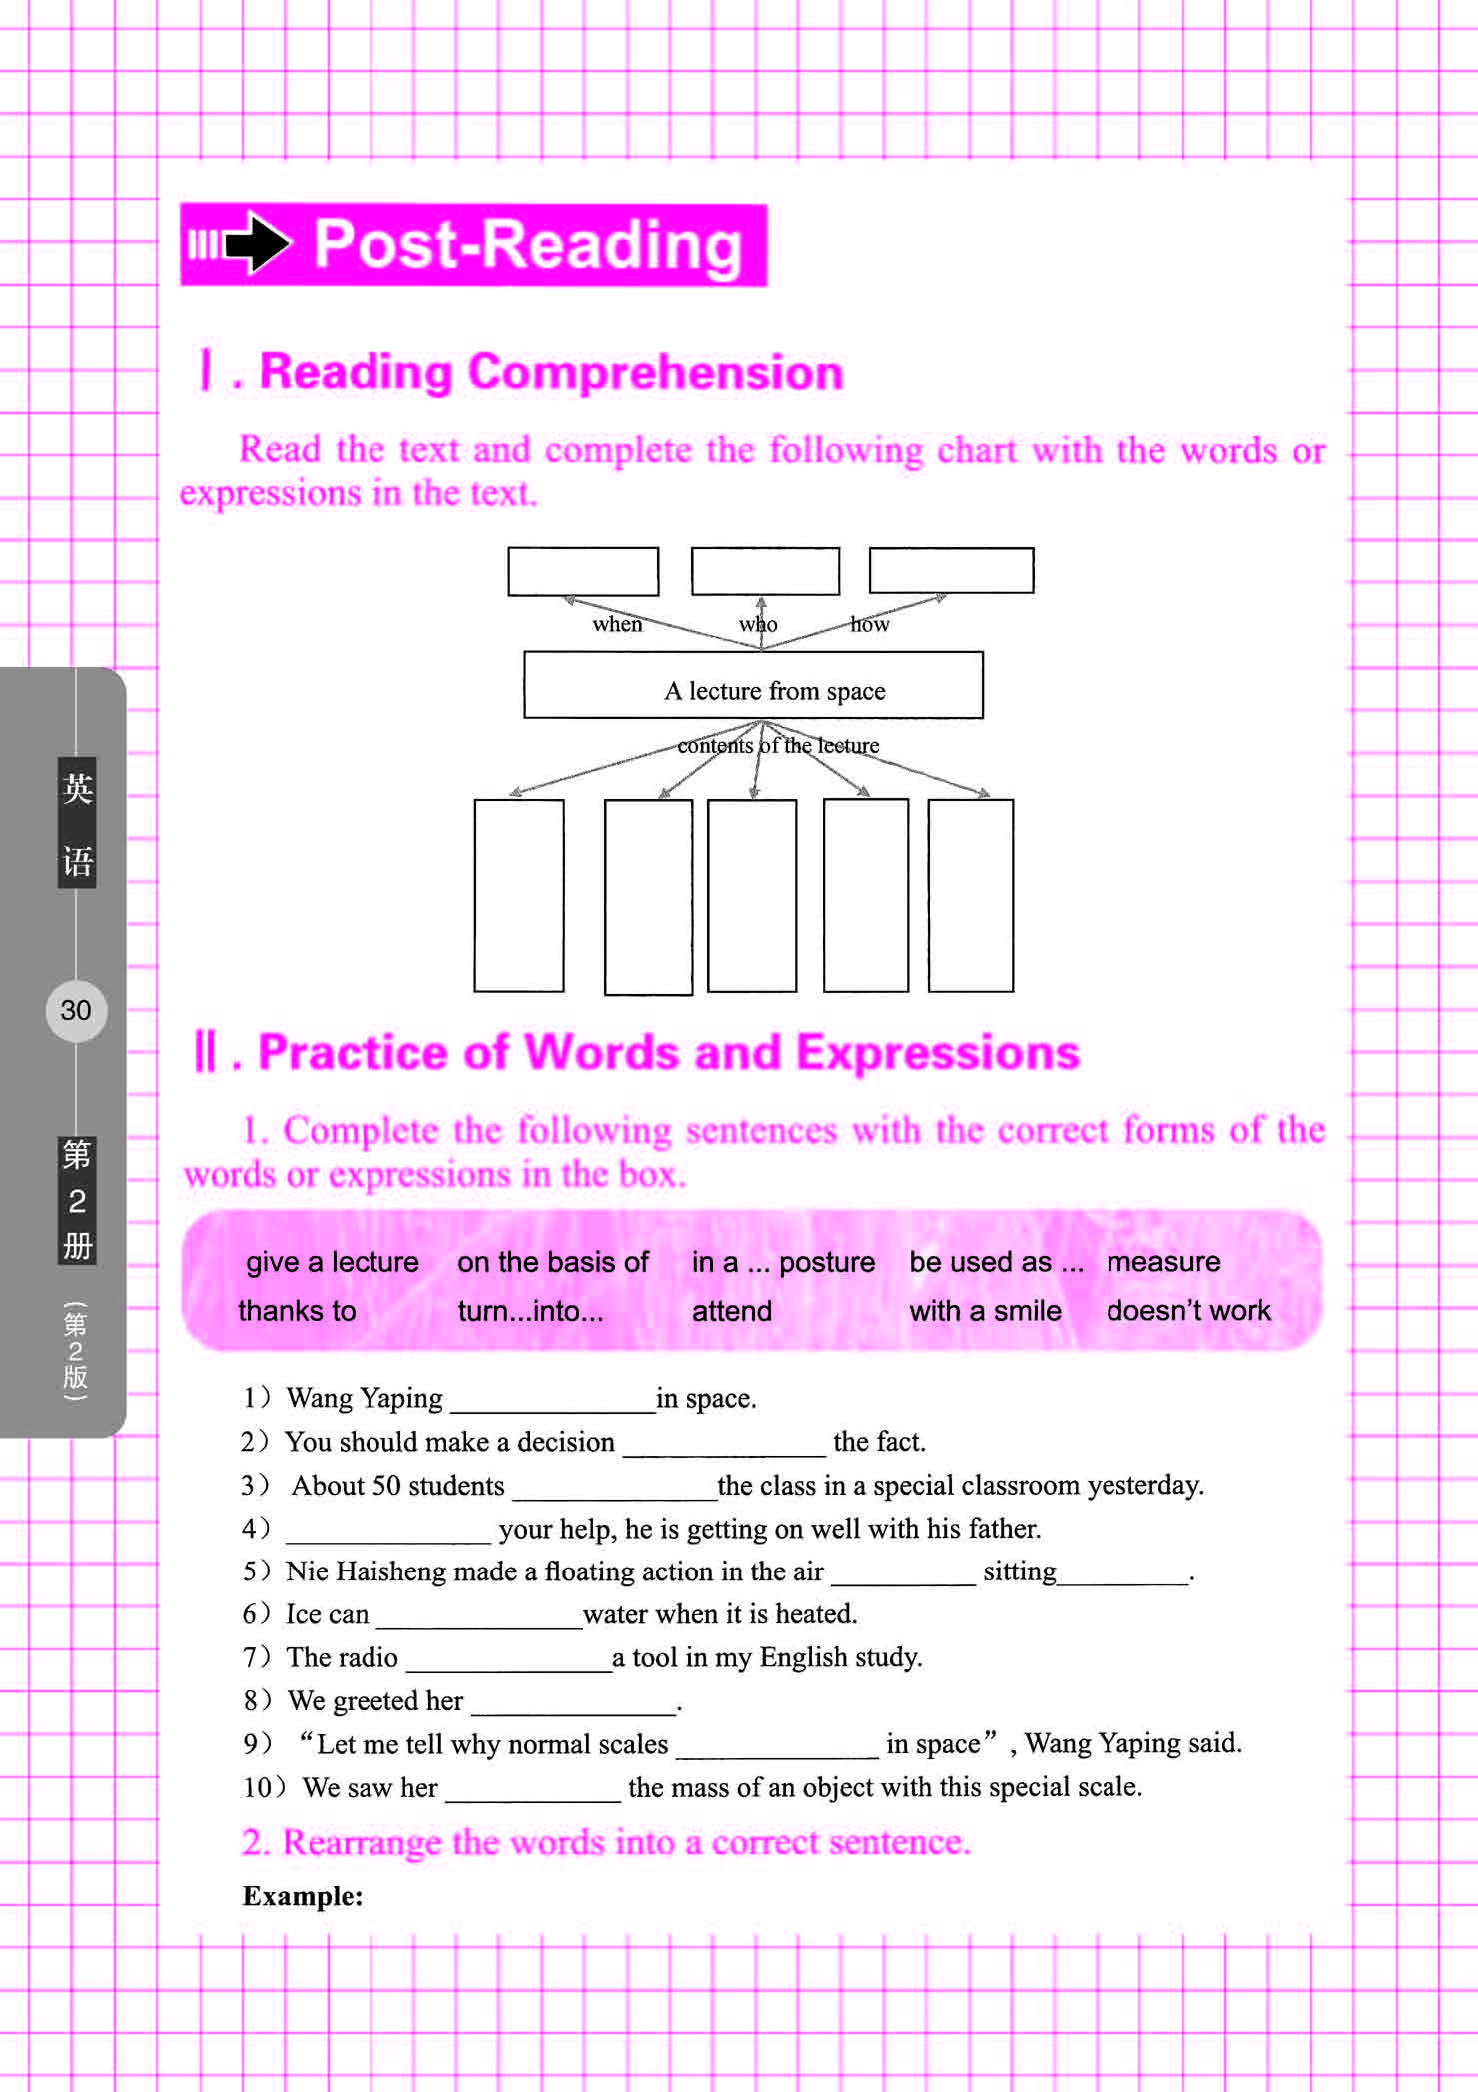 Post-Reading
Ⅰ. Reading Comprehension
Read the text and complete the following chart with the words or
expressions in the text.
when who how
A lecture from space
contents of the lecture
Ⅱ. Practice of Words and Expressions
1. Complete the following sentences with the correct forms of the
words or expressions in the box.
give a lecture on the basis of in a ... posture be used as ... measure
thanks to turn...into... attend with a smile doesn't work
1）Wang Yaping ______________in space.
2）You should make a decision ______________ the fact.
3） About 50 students ______________the class in a special classroom yesterday.
4）______________ your help, he is getting on well with his father.
5）Nie Haisheng made a floating action in the air __________ sitting_________.
6）Ice can ______________water when it is heated.
7）The radio ______________a tool in my English study.
8）We greeted her ______________.
9）“Let me tell why normal scales ______________ in space”, Wang Yaping said.
10）We saw her ____________ the mass of an object with this special scale.
2. Rearrange the words into a correct sentence.
Example:
英语
30
第2册
（第2版）